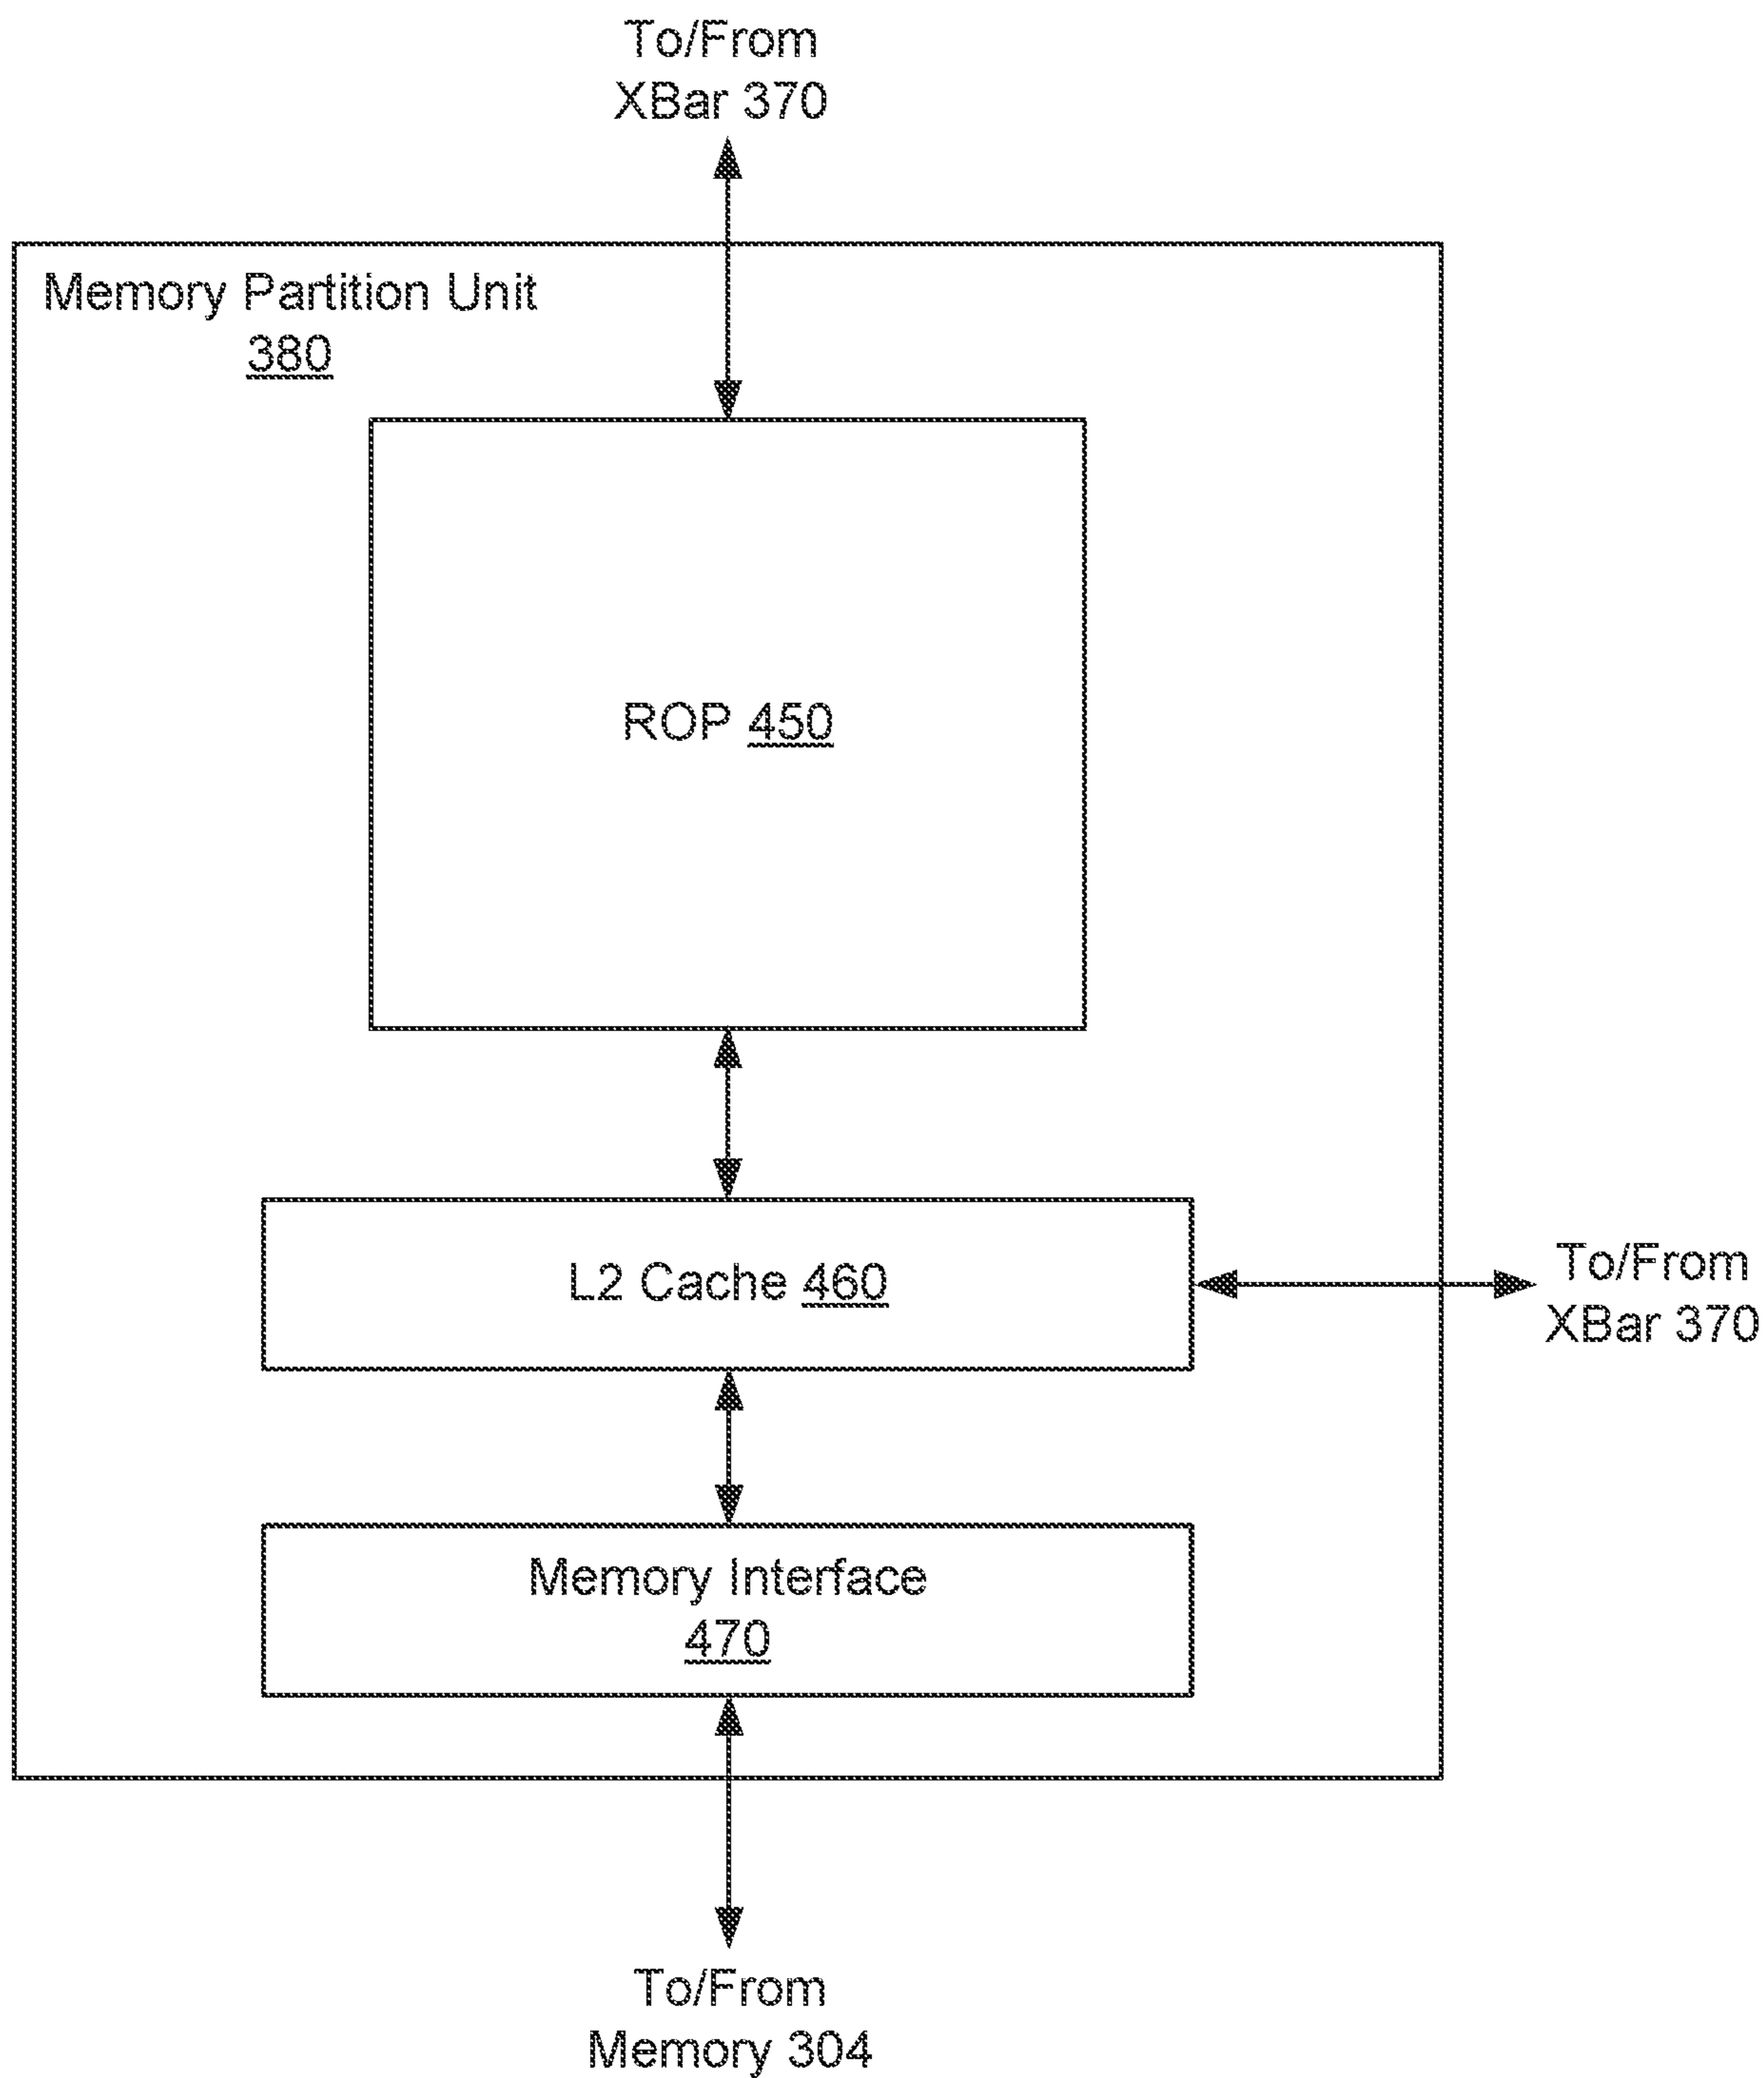 To/From
XBar 370
Memory Partition Unit
380
ROP 450
L2 Cache 460
To/From
XBar 370
Memory Interface
470
To/From
Memory 304